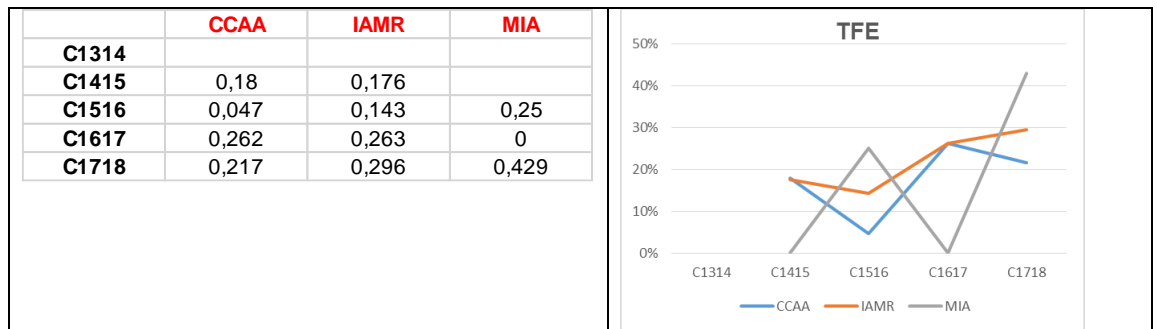 CCAA IAMR MIA
C1314
C1415 0,18 0,176
C1516 0,047 0,143 0,25
C1617 0,262 0,263 0
C1718 0,217 0,296 0,429
TFE
50%
40%
30%
20%
10%
0%
C1314 C1415 C1516 C1617 C1718
CCAA IAMR MIA